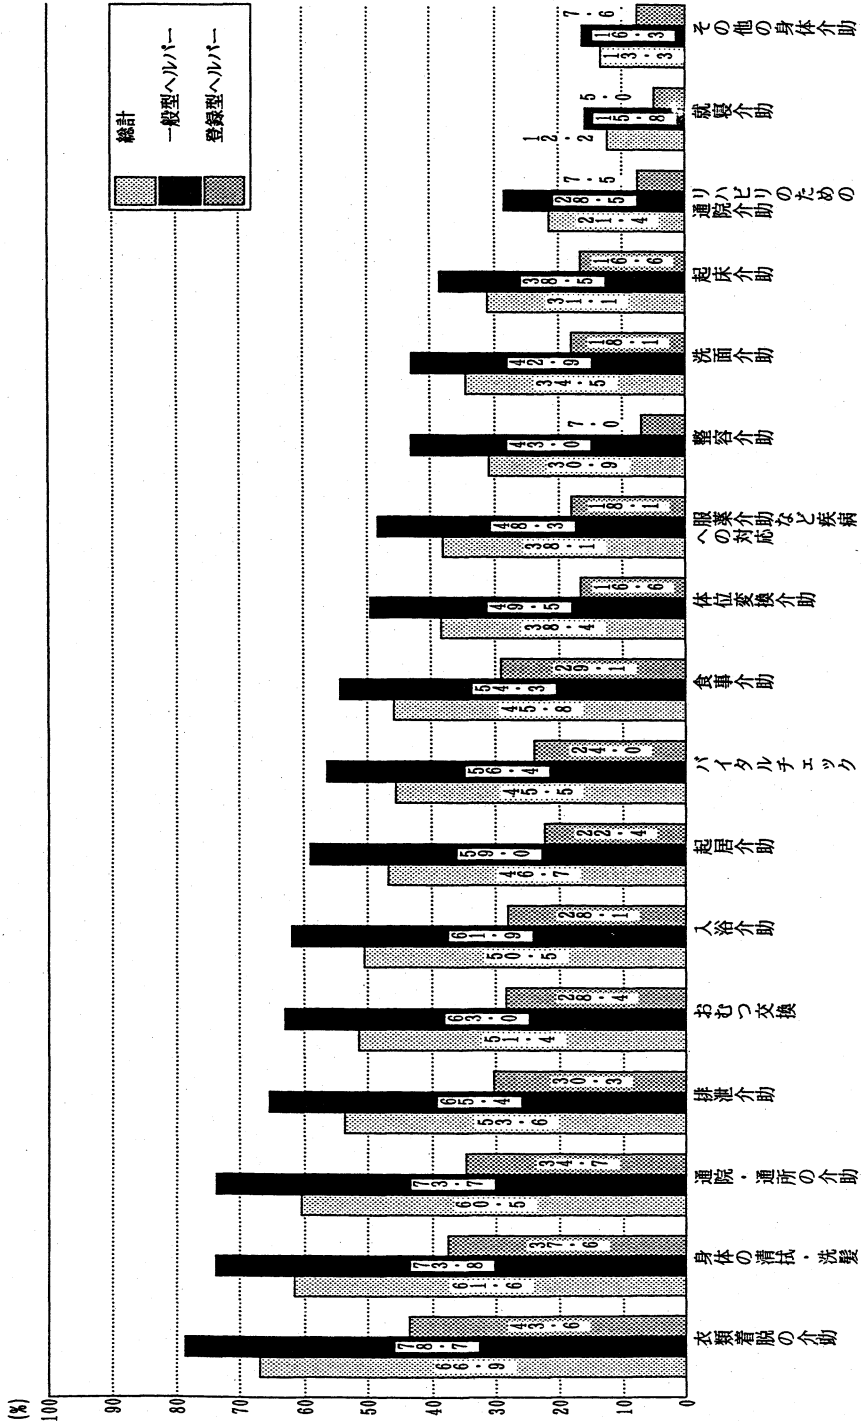 (%)
100
90
80
70
60
50
40
30
20
10
0
総計
一般型ヘルパー
登録型ヘルパー
66.9
78.7
43.6
衣類着脱の介助
61.6
73.8
37.6
身体の清拭・洗髪
60.5
73.7
34.7
通院・通所の介助
53.6
65.4
30.3
排泄介助
51.4
63.0
28.4
おむつ交換
50.5
61.9
28.1
入浴介助
46.7
59.0
22.4
起居介助
45.5
56.4
24.0
バイタルチェック
45.8
54.3
29.1
食事介助
38.4
49.5
16.6
体位変換介助
38.1
48.3
18.1
服薬介助など疾病
への対応
30.9
43.0
7.0
整容介助
34.5
42.9
18.1
洗面介助
31.1
38.5
16.6
起床介助
21.4
28.5
7.5
リハビリのための
通院介助
12.2
15.8
5.0
就寝介助
13.3
16.3
7.6
その他の身体介助